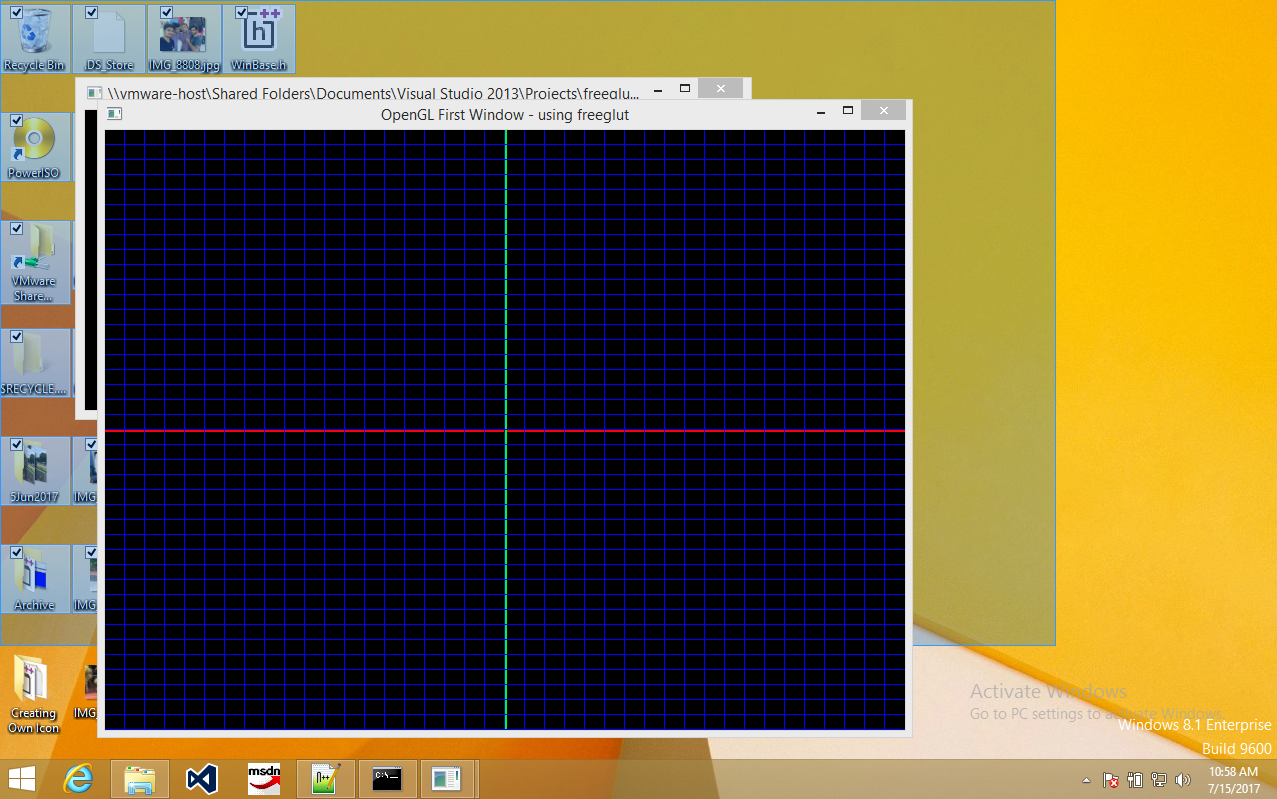 Recycle Bin
.DS_Store
IMG_8808.jpg
WinBase.h
\\vmware-host\Shared Folders\Documents\Visual Studio 2013\Projects\freeglu...
OpenGL First Window - using freeglut
PowerISO
VMware
Share...
$RECYCLE....
5Jun2017
IMG
Archive
IMG
Creating
Own Icon
IMG
Activate Windows
Go to PC settings to activate Windows.
Windows 8.1 Enterprise
Build 9600
msdn
N++
C:\_
10:58 AM
7/15/2017